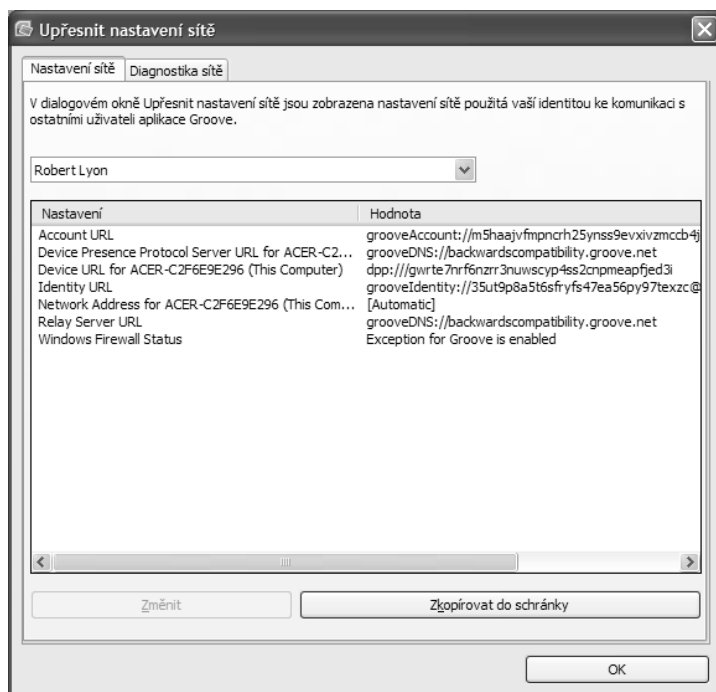 Upřesnit nastavení sítě
Nastavení sítě
Diagnostika sítě
V dialogovém okně Upřesnit nastavení sítě jsou zobrazena nastavení sítě použitá vaší identitou ke komunikaci s
ostatními uživateli aplikace Groove.
Robert Lyon
Nastavení Hodnota
Account URL grooveAccount://m5haajvfmpncrh25ynss9evxivzmccb4j
Device Presence Protocol Server URL for ACER-C2... grooveDNS://backwardscompatibility.groove.net
Device URL for ACER-C2F6E9E296 (This Computer) dpp:///gwrte7nrf6nzrr3nuwscyp4ss2cnpmeapfjed3i
Identity URL grooveIdentity://35ut9p8a5t6sfryfs47ea56py97texzc@
Network Address for ACER-C2F6E9E296 (This Com... [Automatic]
Relay Server URL grooveDNS://backwardscompatibility.groove.net
Windows Firewall Status Exception for Groove is enabled
Změnit
Zkopírovat do schránky
OK